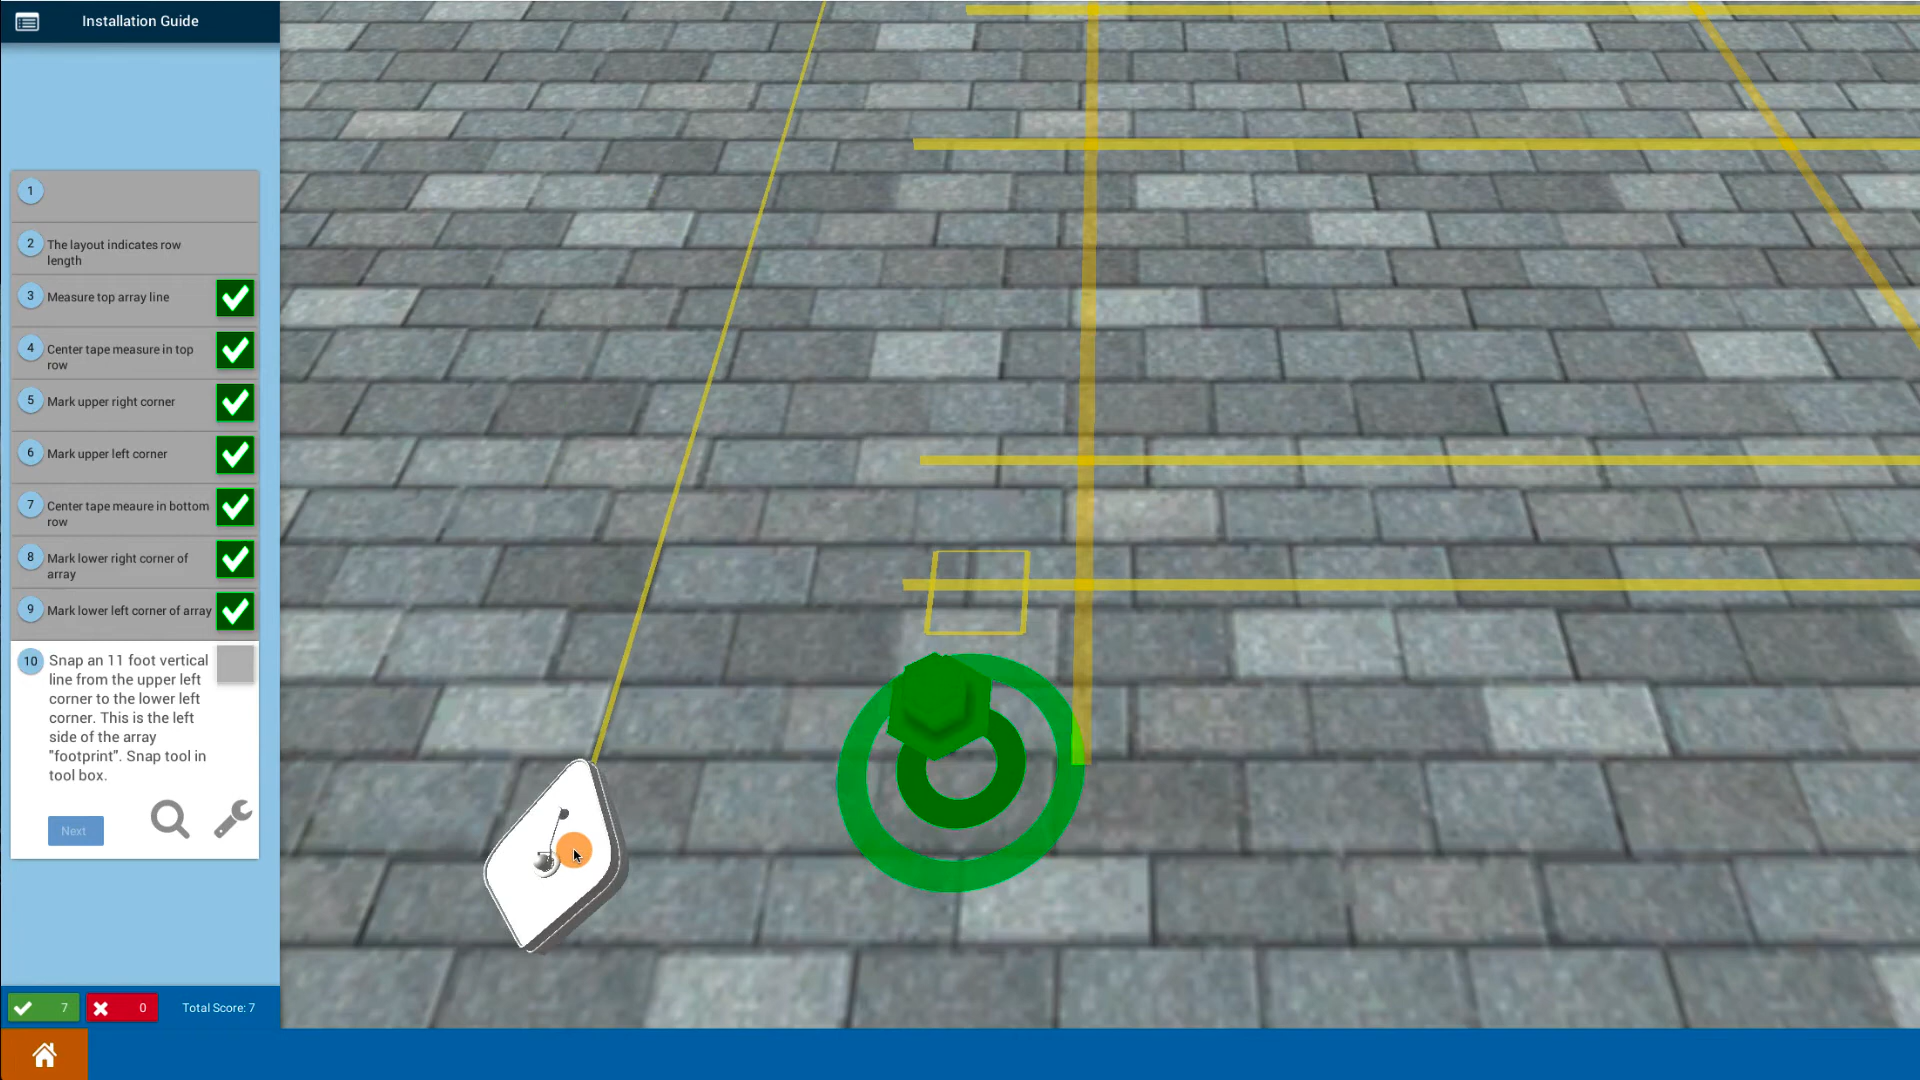 Installation Guide
1
2 The layout indicates row
length
3 Measure top array line
4 Center tape measure in top
row
5 Mark upper right corner
6 Mark upper left corner
7 Center tape meaure in bottom
row
8 Mark lower right corner of
array
9 Mark lower left corner of array
10 Snap an 11 foot vertical
line from the upper left
corner to the lower left
corner. This is the left
side of the array
"footprint". Snap tool in
tool box.
Next
7 0 Total Score: 7